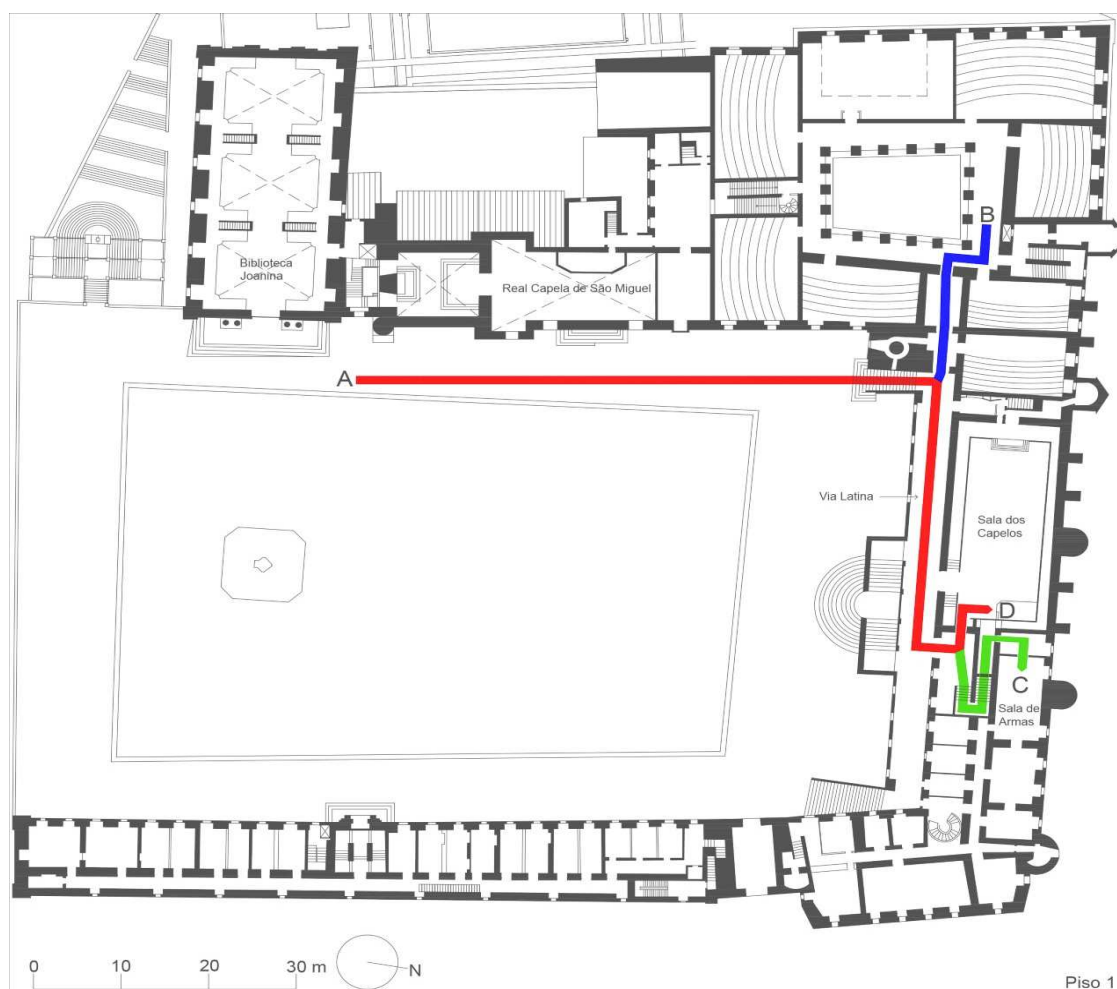 B
Biblioteca
Joanina
Real Capela de São Miguel
A
Via Latina
Sala dos
Capelos
D
C
Sala de
Armas
0 10 20 30 m
N
Piso 1